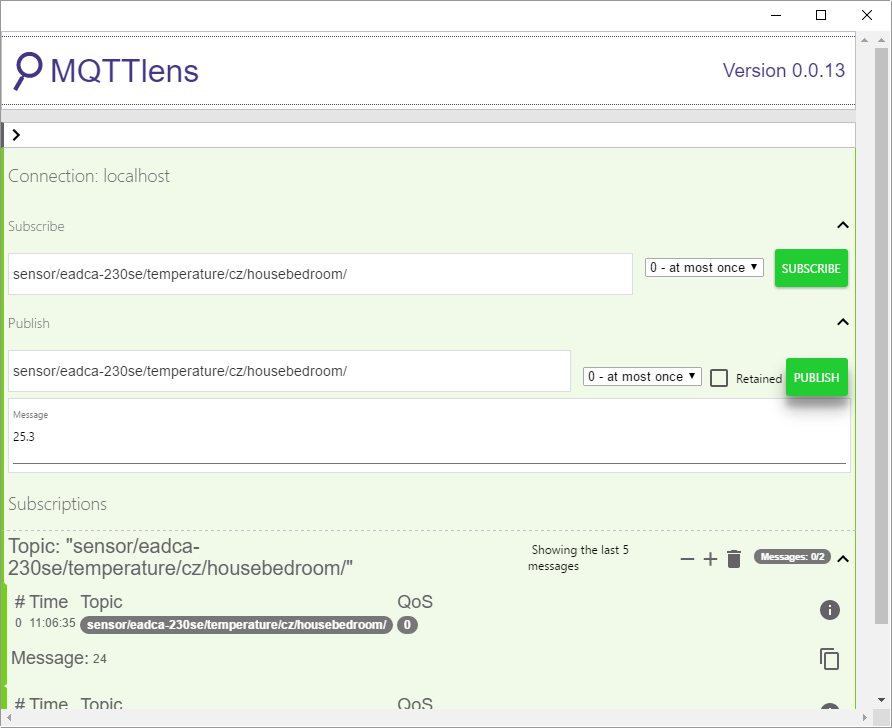 MQTTlens
Version 0.0.13
Connection: localhost
Subscribe
sensor/eadca-230se/temperature/cz/housebedroom/
0 - at most once
SUBSCRIBE
Publish
sensor/eadca-230se/temperature/cz/housebedroom/
0 - at most once
Retained
PUBLISH
Message
25.3
Subscriptions
Topic: "sensor/eadca-
230se/temperature/cz/housebedroom/"
Showing the last 5
messages
Messages: 0/2
# Time Topic QoS
0 11:06:35 sensor/eadca-230se/temperature/cz/housebedroom/ 0
Message: 24
# Time Topic QoS